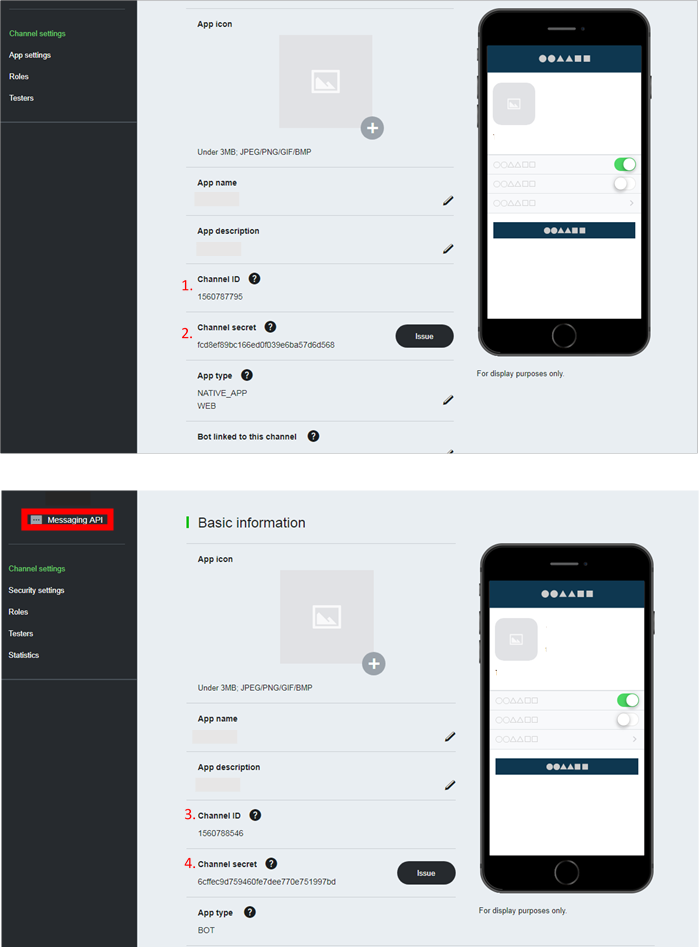 Channel settings
App settings
Roles
Testers
App icon
Under 3MB; JPEG/PNG/GIF/BMP
App name
App description
1. Channel ID ?
1560787795
2. Channel secret ?
fcd8ef89bc166ed0f039e6ba57d6d568
Issue
App type ?
NATIVE_APP
WEB
Bot linked to this channel ?
For display purposes only.
Messaging API
Channel settings
Security settings
Roles
Testers
Statistics
Basic information
App icon
Under 3MB; JPEG/PNG/GIF/BMP
App name
App description
3. Channel ID ?
1560788546
4. Channel secret ?
6cffec9d759460fe7dee770e751997bd
Issue
App type ?
BOT
For display purposes only.